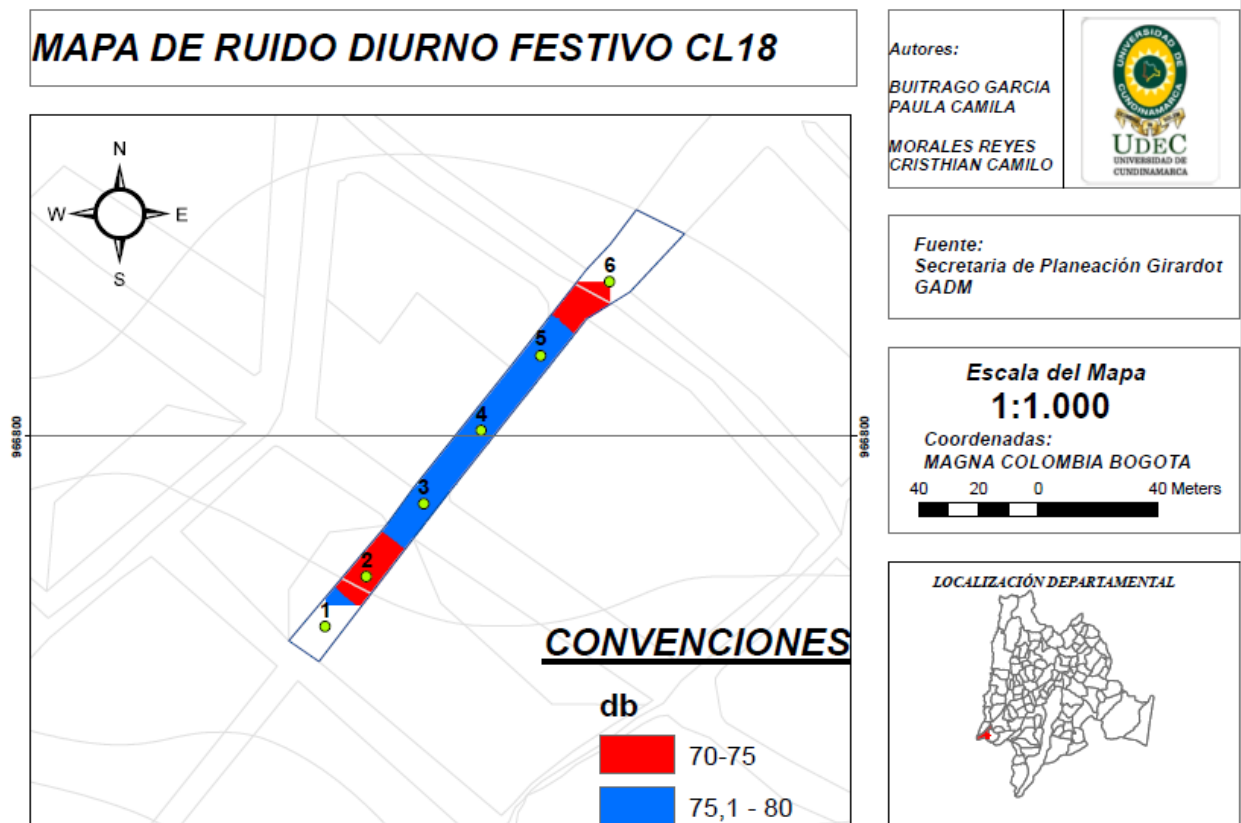 MAPA DE RUIDO DIURNO FESTIVO CL18
N
W
E
S
6
5
4
3
2
1
966800
966800
CONVENCIONES
db
70-75
75,1 - 80
Autores:
BUITRAGO GARCIA
PAULA CAMILA
MORALES REYES
CRISTHIAN CAMILO
UNIVERSIDAD DE
CUNDINAMARCA
UDEC
UNIVERSIDAD DE
CUNDINAMARCA
Fuente:
Secretaria de Planeación Girardot
GADM
Escala del Mapa
1:1.000
Coordenadas:
MAGNA COLOMBIA BOGOTA
40 20 0 40 Meters
LOCALIZACIÓN DEPARTAMENTAL